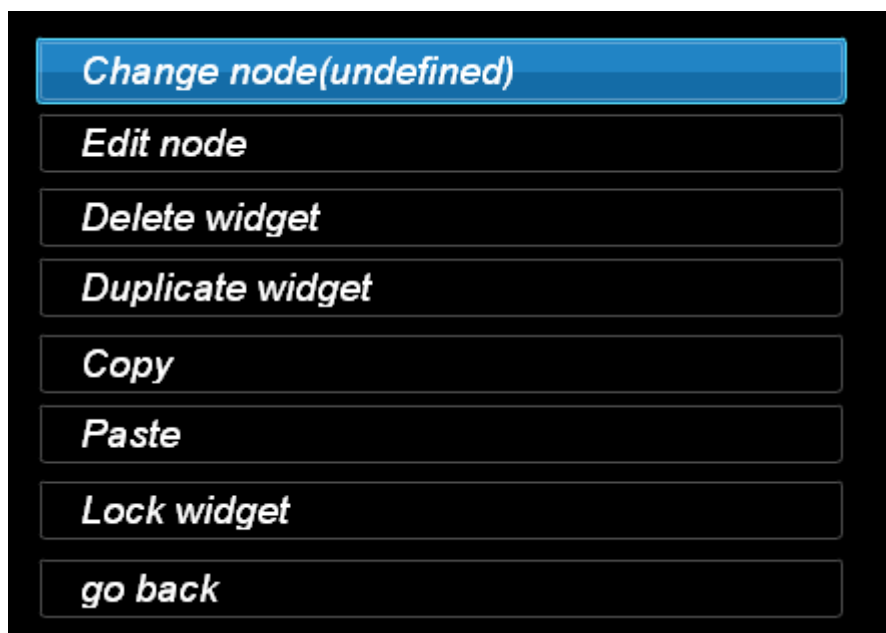 Change node(undefined)
Edit node
Delete widget
Duplicate widget
Copy
Paste
Lock widget
go back